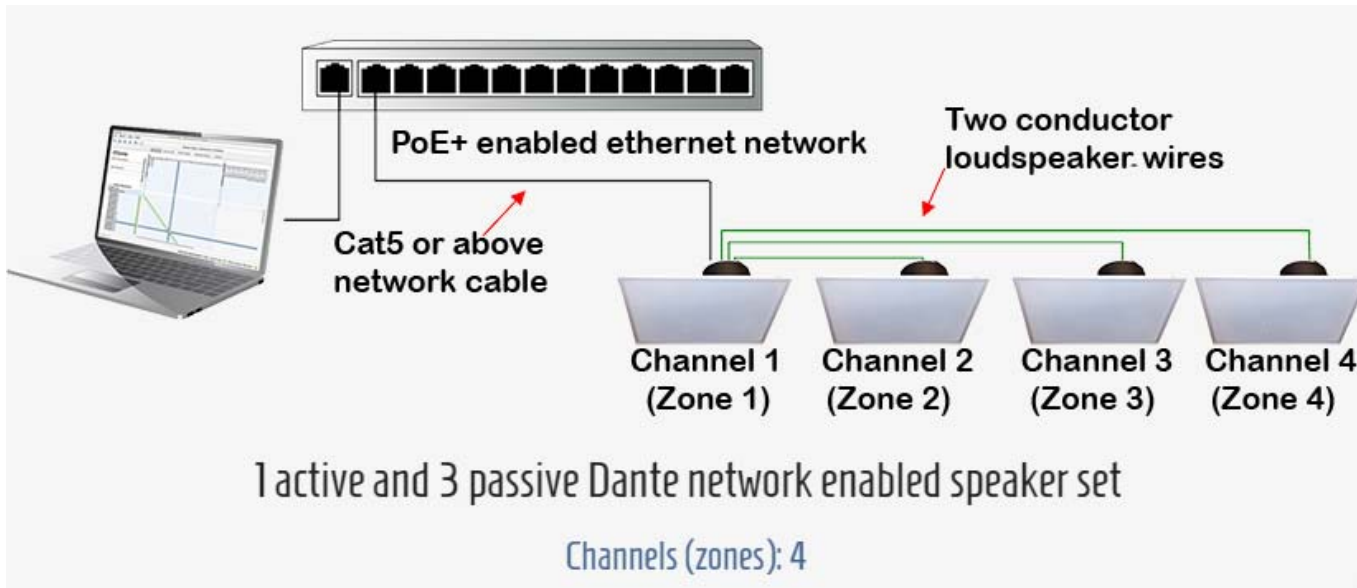 PoE+ enabled ethernet network
Two conductor
loudspeaker wires
Cat5 or above
network cable
Channel 1
(Zone 1)
Channel 2
(Zone 2)
Channel 3
(Zone 3)
Channel 4
(Zone 4)
1 active and 3 passive Dante network enabled speaker set
Channels (zones): 4